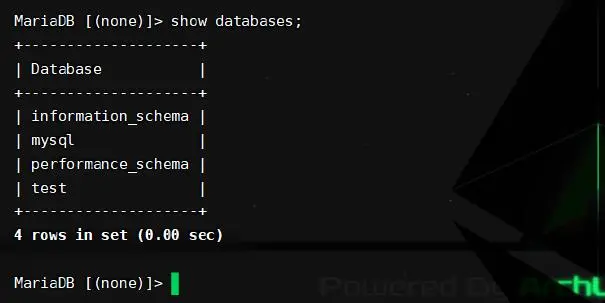 MariaDB [(none)]> show databases;
+--------------------+
| Database           |
+--------------------+
| information_schema |
| mysql              |
| performance_schema |
| test               |
+--------------------+
4 rows in set (0.00 sec)
MariaDB [(none)]>
Powered By